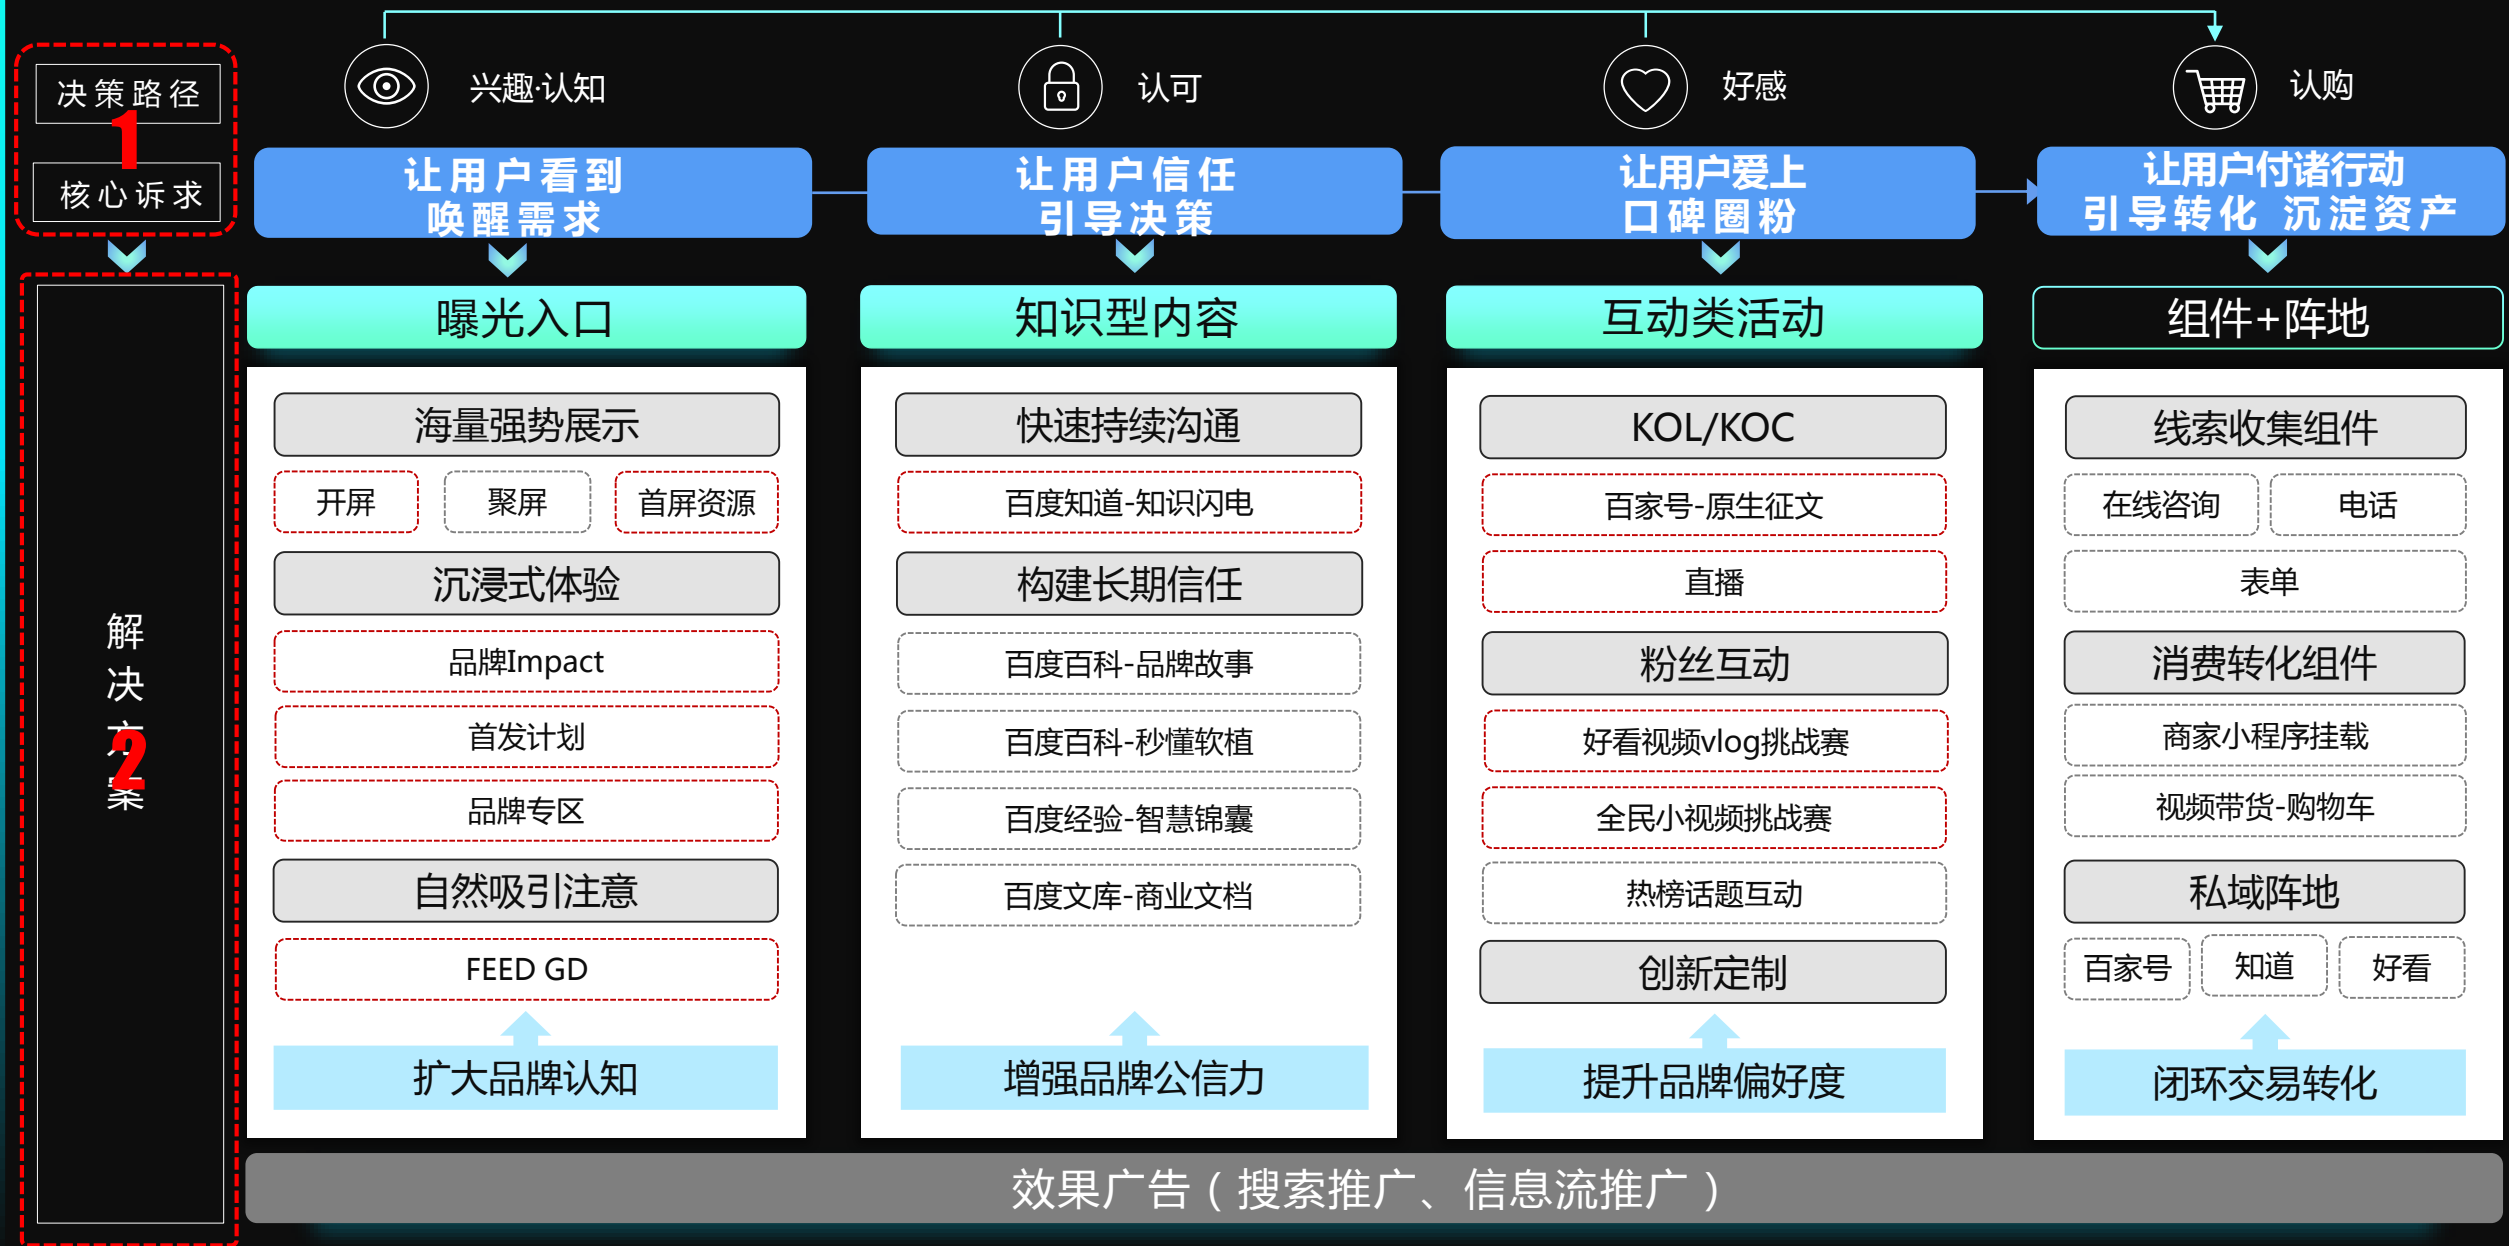 决策路径
1
核心诉求
兴趣·认知
认可
好感
认购
让用户看到
唤醒需求
让用户信任
引导决策
让用户爱上
口碑圈粉
让用户付诸行动
引导转化 沉淀资产
解
决
方
案
2
曝光入口
海量强势展示
开屏
聚屏
首屏资源
沉浸式体验
品牌Impact
首发计划
品牌专区
自然吸引注意
FEED GD
扩大品牌认知
知识型内容
快速持续沟通
百度知道-知识闪电
构建长期信任
百度百科-品牌故事
百度百科-秒懂软植
百度经验-智慧锦囊
百度文库-商业文档
增强品牌公信力
互动类活动
KOL/KOC
百家号-原生征文
直播
粉丝互动
好看视频vlog挑战赛
全民小视频挑战赛
热榜话题互动
创新定制
提升品牌偏好度
组件+阵地
线索收集组件
在线咨询
电话
表单
消费转化组件
商家小程序挂载
视频带货-购物车
私域阵地
百家号
知道
好看
闭环交易转化
效果广告（搜索推广、信息流推广）